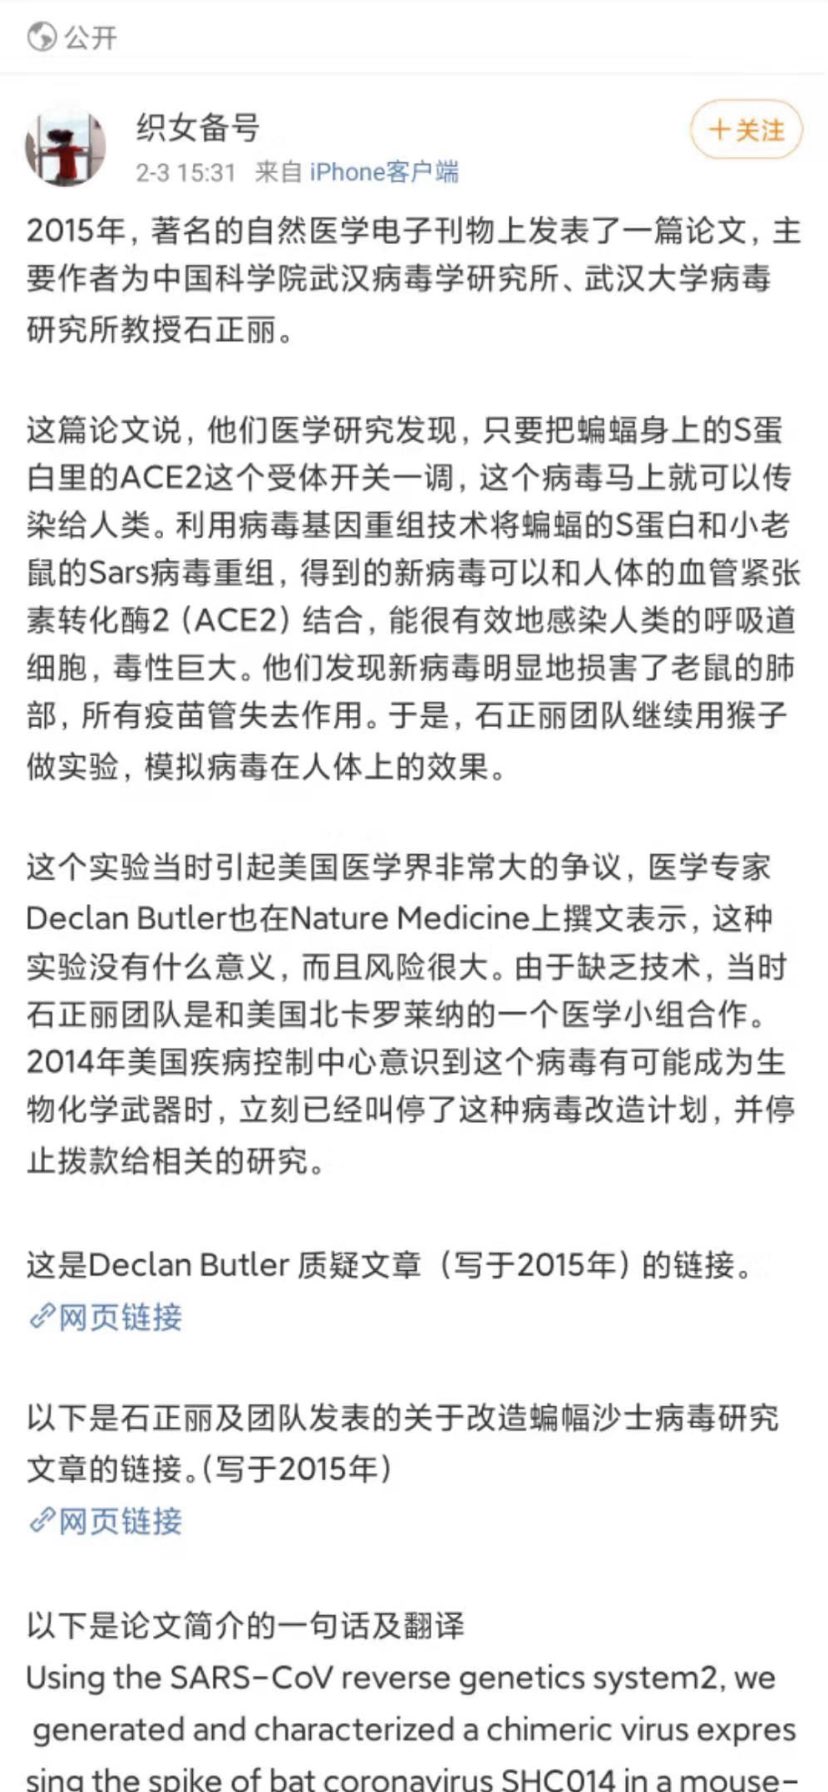 公开
织女备号
+关注
2-3 15:31 来自 iPhone客户端
2015年，著名的自然医学电子刊物上发表了一篇论文，主
要作者为中国科学院武汉病毒学研究所、武汉大学病毒
研究所教授石正丽。
这篇论文说，他们医学研究发现，只要把蝙蝠身上的S蛋
白里的ACE2这个受体开关一调，这个病毒马上就可以传
染给人类。利用病毒基因重组技术将蝙蝠的S蛋白和小老
鼠的Sars病毒重组，得到的新病毒可以和人体的血管紧张
素转化酶2（ACE2）结合，能很有效地感染人类的呼吸道
细胞，毒性巨大。他们发现新病毒明显地损害了老鼠的肺
部，所有疫苗管失去作用。于是，石正丽团队继续用猴子
做实验，模拟病毒在人体上的效果。
这个实验当时引起美国医学界非常大的争议，医学专家
Declan Butler也在Nature Medicine上撰文表示，这种
实验没有什么意义，而且风险很大。由于缺乏技术，当时
石正丽团队是和美国北卡罗莱纳的一个医学小组合作。
2014年美国疾病控制中心意识到这个病毒有可能成为生
物化学武器时，立刻已经叫停了这种病毒改造计划，并停
止拨款给相关的研究。
这是Declan Butler 质疑文章（写于2015年）的链接。
网页链接
以下是石正丽及团队发表的关于改造蝙幅沙士病毒研究
文章的链接。（写于2015年）
网页链接
以下是论文简介的一句话及翻译
Using the SARS-CoV reverse genetics system2, we
generated and characterized a chimeric virus expres
sing the spike of bat coronavirus SHC014 in a mouse-